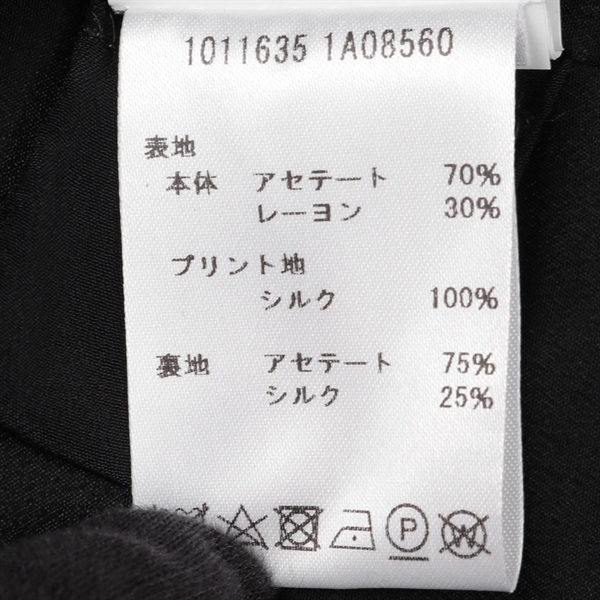 1011635 1A08560
表地
本体 アセテート 70%
レーヨン 30%
プリント地
シルク 100%
裏地 アセテート 75%
シルク 25%
P W